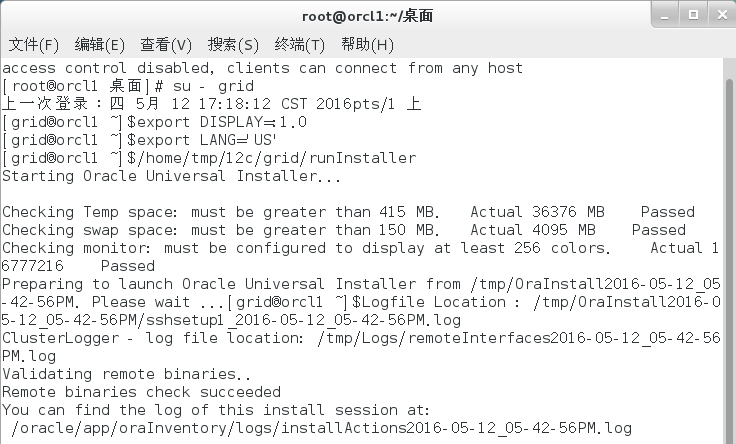 root@orcl1:~/桌面
文件(F) 编辑(E) 查看(V) 搜索(S) 终端(T) 帮助(H)
access control disabled, clients can connect from any host
[root@orcl1 桌面]# su - grid
上一次登录：四 5月 12 17:18:12 CST 2016pts/1 上
[grid@orcl1 ~]$export DISPLAY=:1.0
[grid@orcl1 ~]$export LANG='US'
[grid@orcl1 ~]$/home/tmp/12c/grid/runInstaller
Starting Oracle Universal Installer...
Checking Temp space: must be greater than 415 MB.   Actual 36376 MB    Passed
Checking swap space: must be greater than 150 MB.   Actual 4095 MB    Passed
Checking monitor: must be configured to display at least 256 colors.    Actual 1
6777216    Passed
Preparing to launch Oracle Universal Installer from /tmp/OraInstall2016-05-12_05
-42-56PM. Please wait ...[grid@orcl1 ~]$Logfile Location : /tmp/OraInstall2016-0
5-12_05-42-56PM/sshsetup1_2016-05-12_05-42-56PM.log
ClusterLogger - log file location: /tmp/Logs/remoteInterfaces2016-05-12_05-42-56
PM.log
Validating remote binaries..
Remote binaries check succeeded
You can find the log of this install session at:
 /oracle/app/oraInventory/logs/installActions2016-05-12_05-42-56PM.log